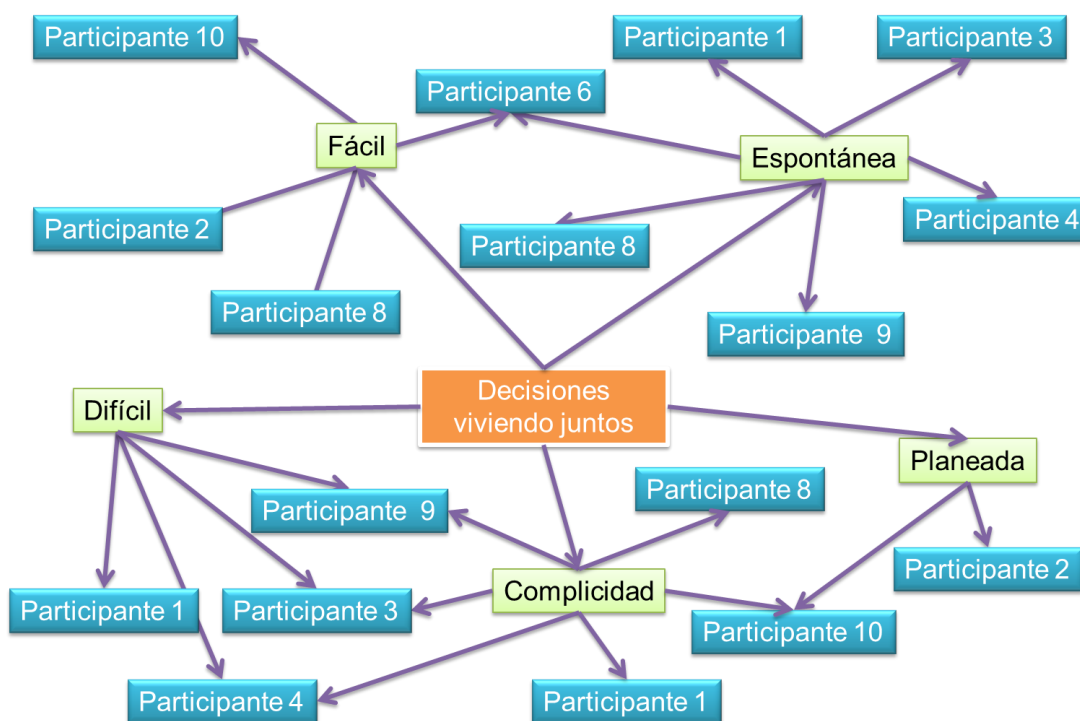 Participante 10
Participante 1
Participante 3
Participante 6
Fácil
Espontánea
Participante 2
Participante 8
Participante 4
Participante 8
Participante 9
Decisiones
viviendo juntos
Difícil
Planeada
Participante 8
Participante 9
Participante 2
Complicidad
Participante 1
Participante 3
Participante 10
Participante 4
Participante 1